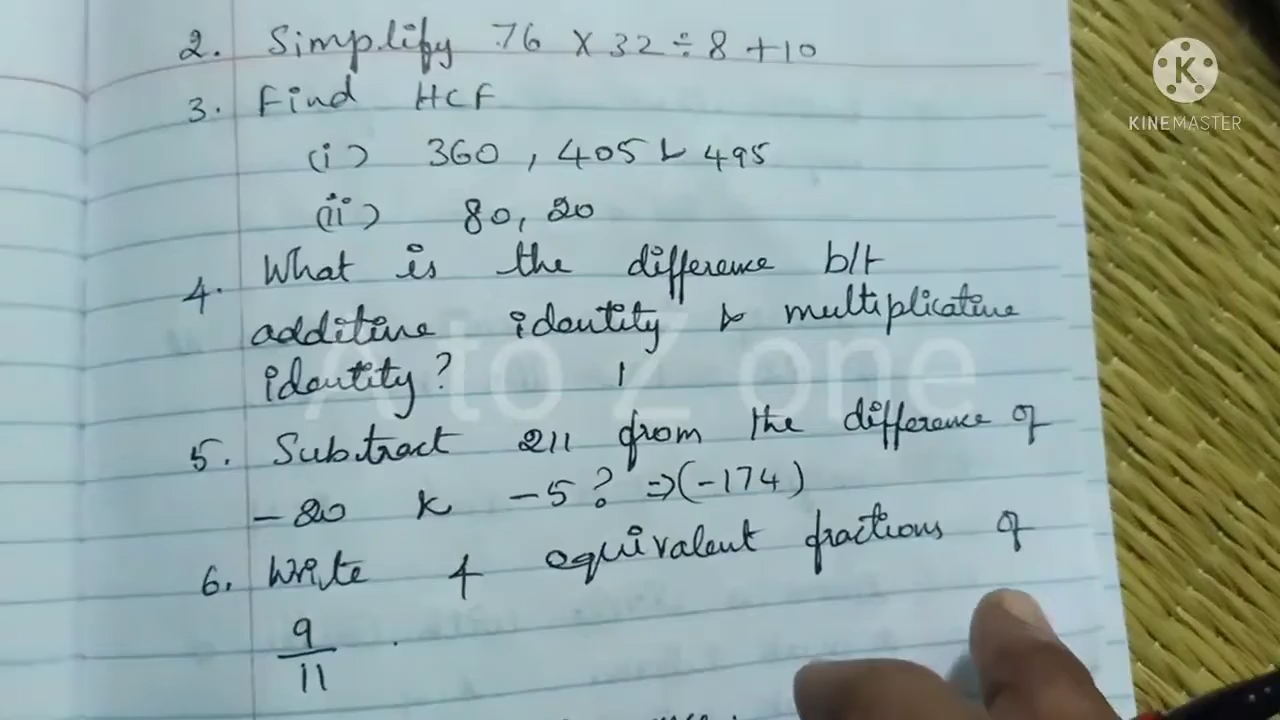 2. Simplify 76 × 32 ÷ 8 + 10
3. Find HCF
(i) 360, 405 & 495
(ii) 80, 20
4. What is the difference b/t
additive identity & multiplicative
identity?
5. Subtract 211 from the difference of
-20 & -5? ⇒ (-174)
6. Write 4 equivalent fractions of
9/11
K
KINEMASTER
A to Z one